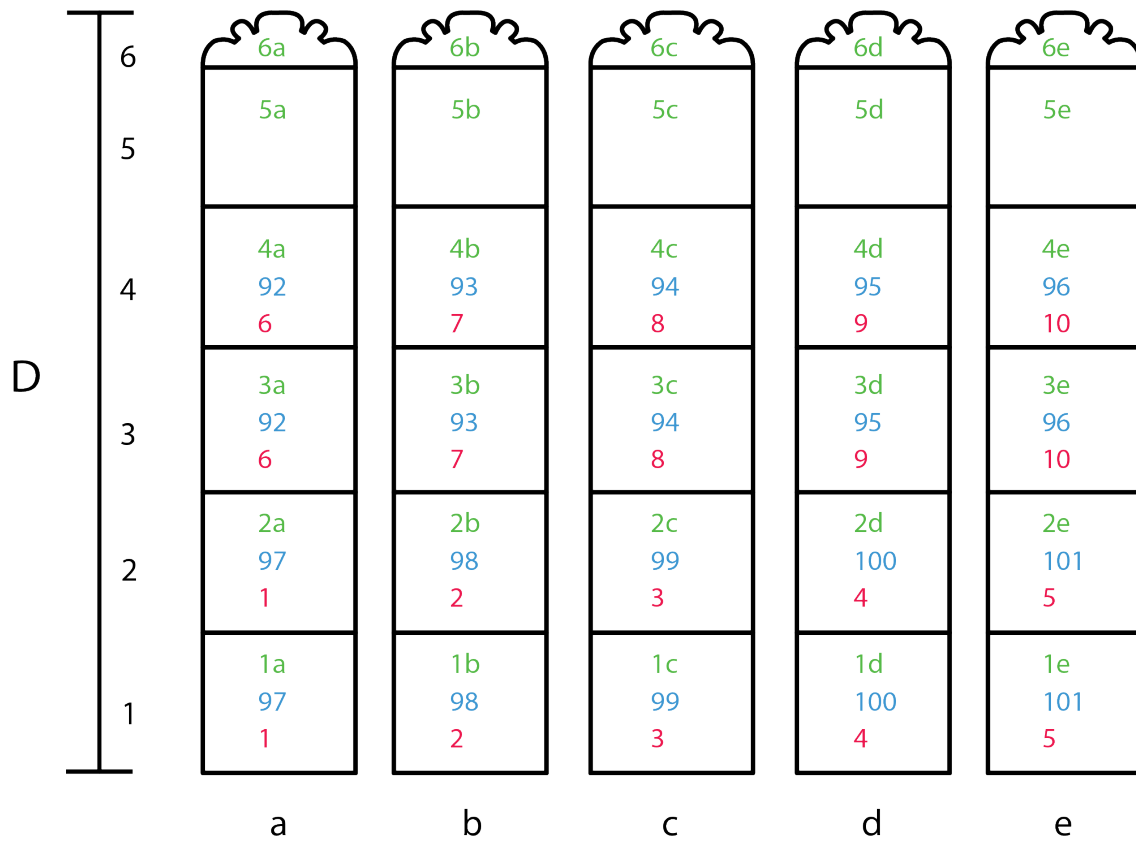 6 6a 6b 6c 6d 6e
5a 5b 5c 5d 5e
5
4a 4b 4c 4d 4e
4 92 93 94 95 96
6 7 8 9 10
D
3a 3b 3c 3d 3e
3 92 93 94 95 96
6 7 8 9 10
2a 2b 2c 2d 2e
2 97 98 99 100 101
1 2 3 4 5
1a 1b 1c 1d 1e
1 97 98 99 100 101
1 2 3 4 5
a b c d e